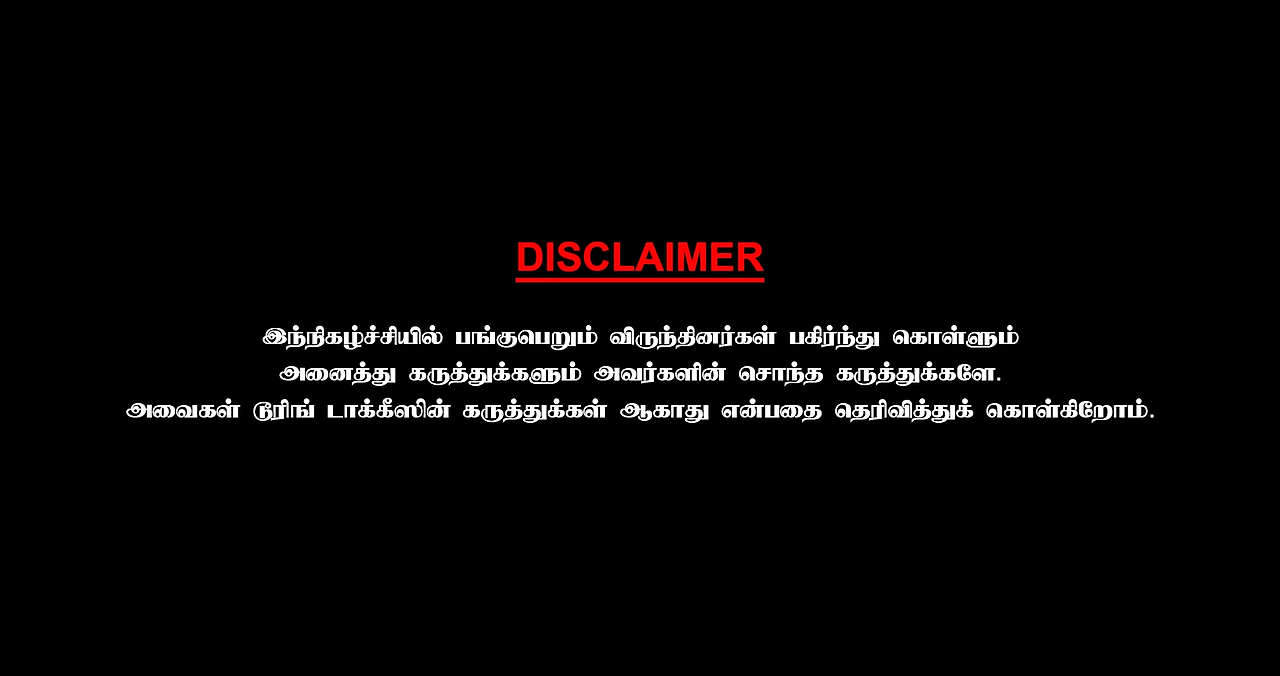 DISCLAIMER
இந்நிகழ்ச்சியில் பங்குபெறும் விருந்தினர்கள் பகிர்ந்து கொள்ளும்
அனைத்து கருத்துக்களும் அவர்களின் சொந்த கருத்துக்களே.
அவைகள் டூரிங் டாக்கீஸின் கருத்துக்கள் ஆகாது என்பதை தெரிவித்துக் கொள்கிறோம்.